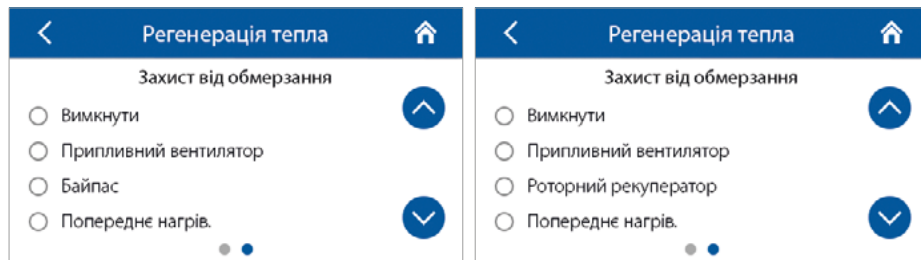 Регенерація тепла
Захист від обмерзання
Вимкнути
Припливний вентилятор
Байпас
Попереднє нагрів.
Регенерація тепла
Захист від обмерзання
Вимкнути
Припливний вентилятор
Роторний рекуператор
Попереднє нагрів.